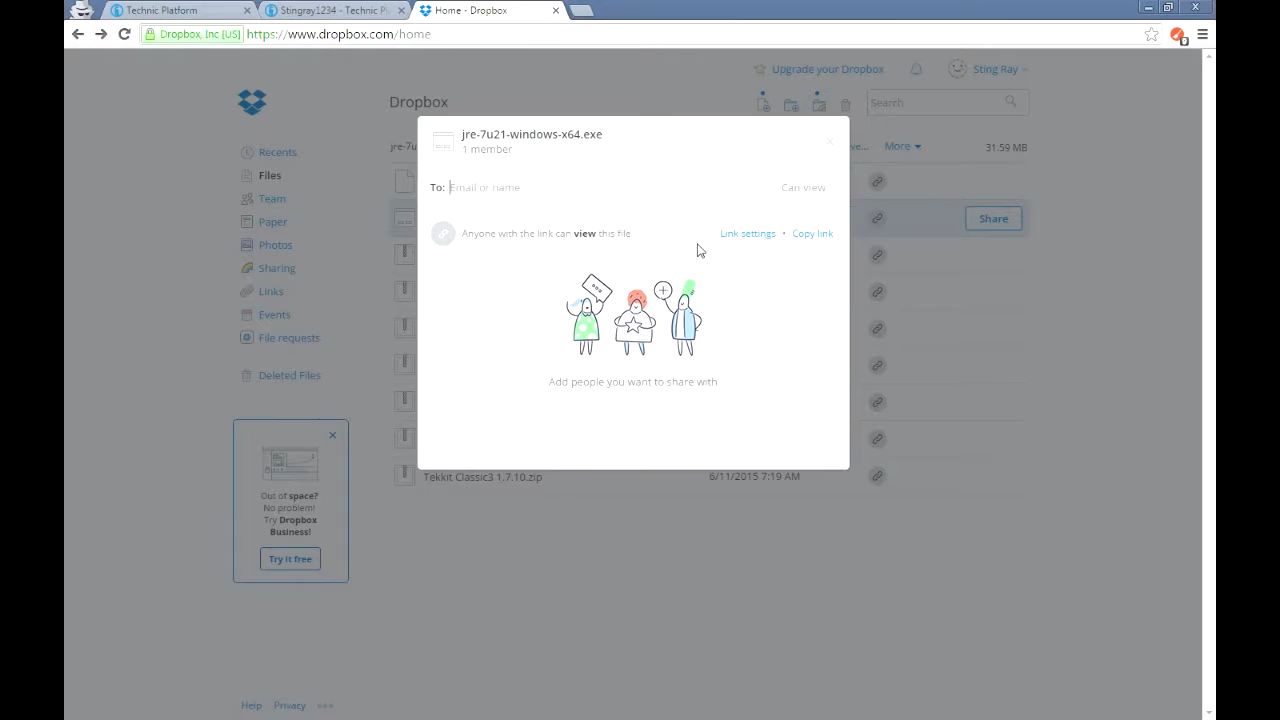 Technic Platform
Stingray1234 - Technic Pl
Home - Dropbox
Dropbox, Inc [US] https://www.dropbox.com/home
Upgrade your Dropbox
Sting Ray
Dropbox
Search
jre-7u21-windows-x64.exe
1 member
jre-7u
ve...
More
31.59 MB
Recents
Files
Team
Paper
Photos
Sharing
Links
Events
File requests
Deleted Files
To: Email or name
Can view
Share
Anyone with the link can view this file
Link settings • Copy link
Add people you want to share with
Tekkit Classic3 1.7.10.zip
6/11/2015 7:19 AM
Out of space?
No problem!
Try Dropbox
Business!
Try it free
Help
Privacy